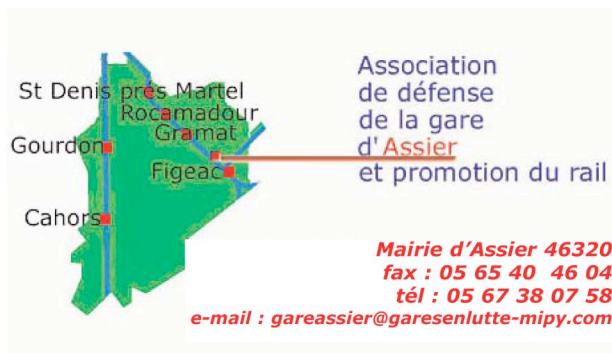 St Denis prés Martel
Rocamadour
Gramat
Gourdon
Figeac
Cahors
Association
de défense
de la gare
d'Assier
et promotion du rail
Mairie d'Assier 46320
fax : 05 65 40 46 04
tél : 05 67 38 07 58
e-mail : gareassier@garesenlutte-mipy.com